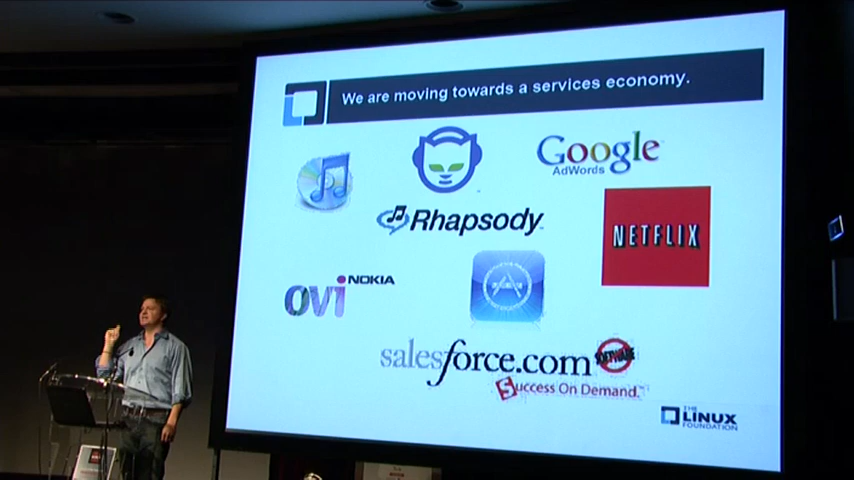 We are moving towards a services economy.
Google
AdWords
Rhapsody
NETFLIX
ovi NOKIA
salesforce.com
SOFTWARE
Success On Demand.
THE
LINUX
FOUNDATION